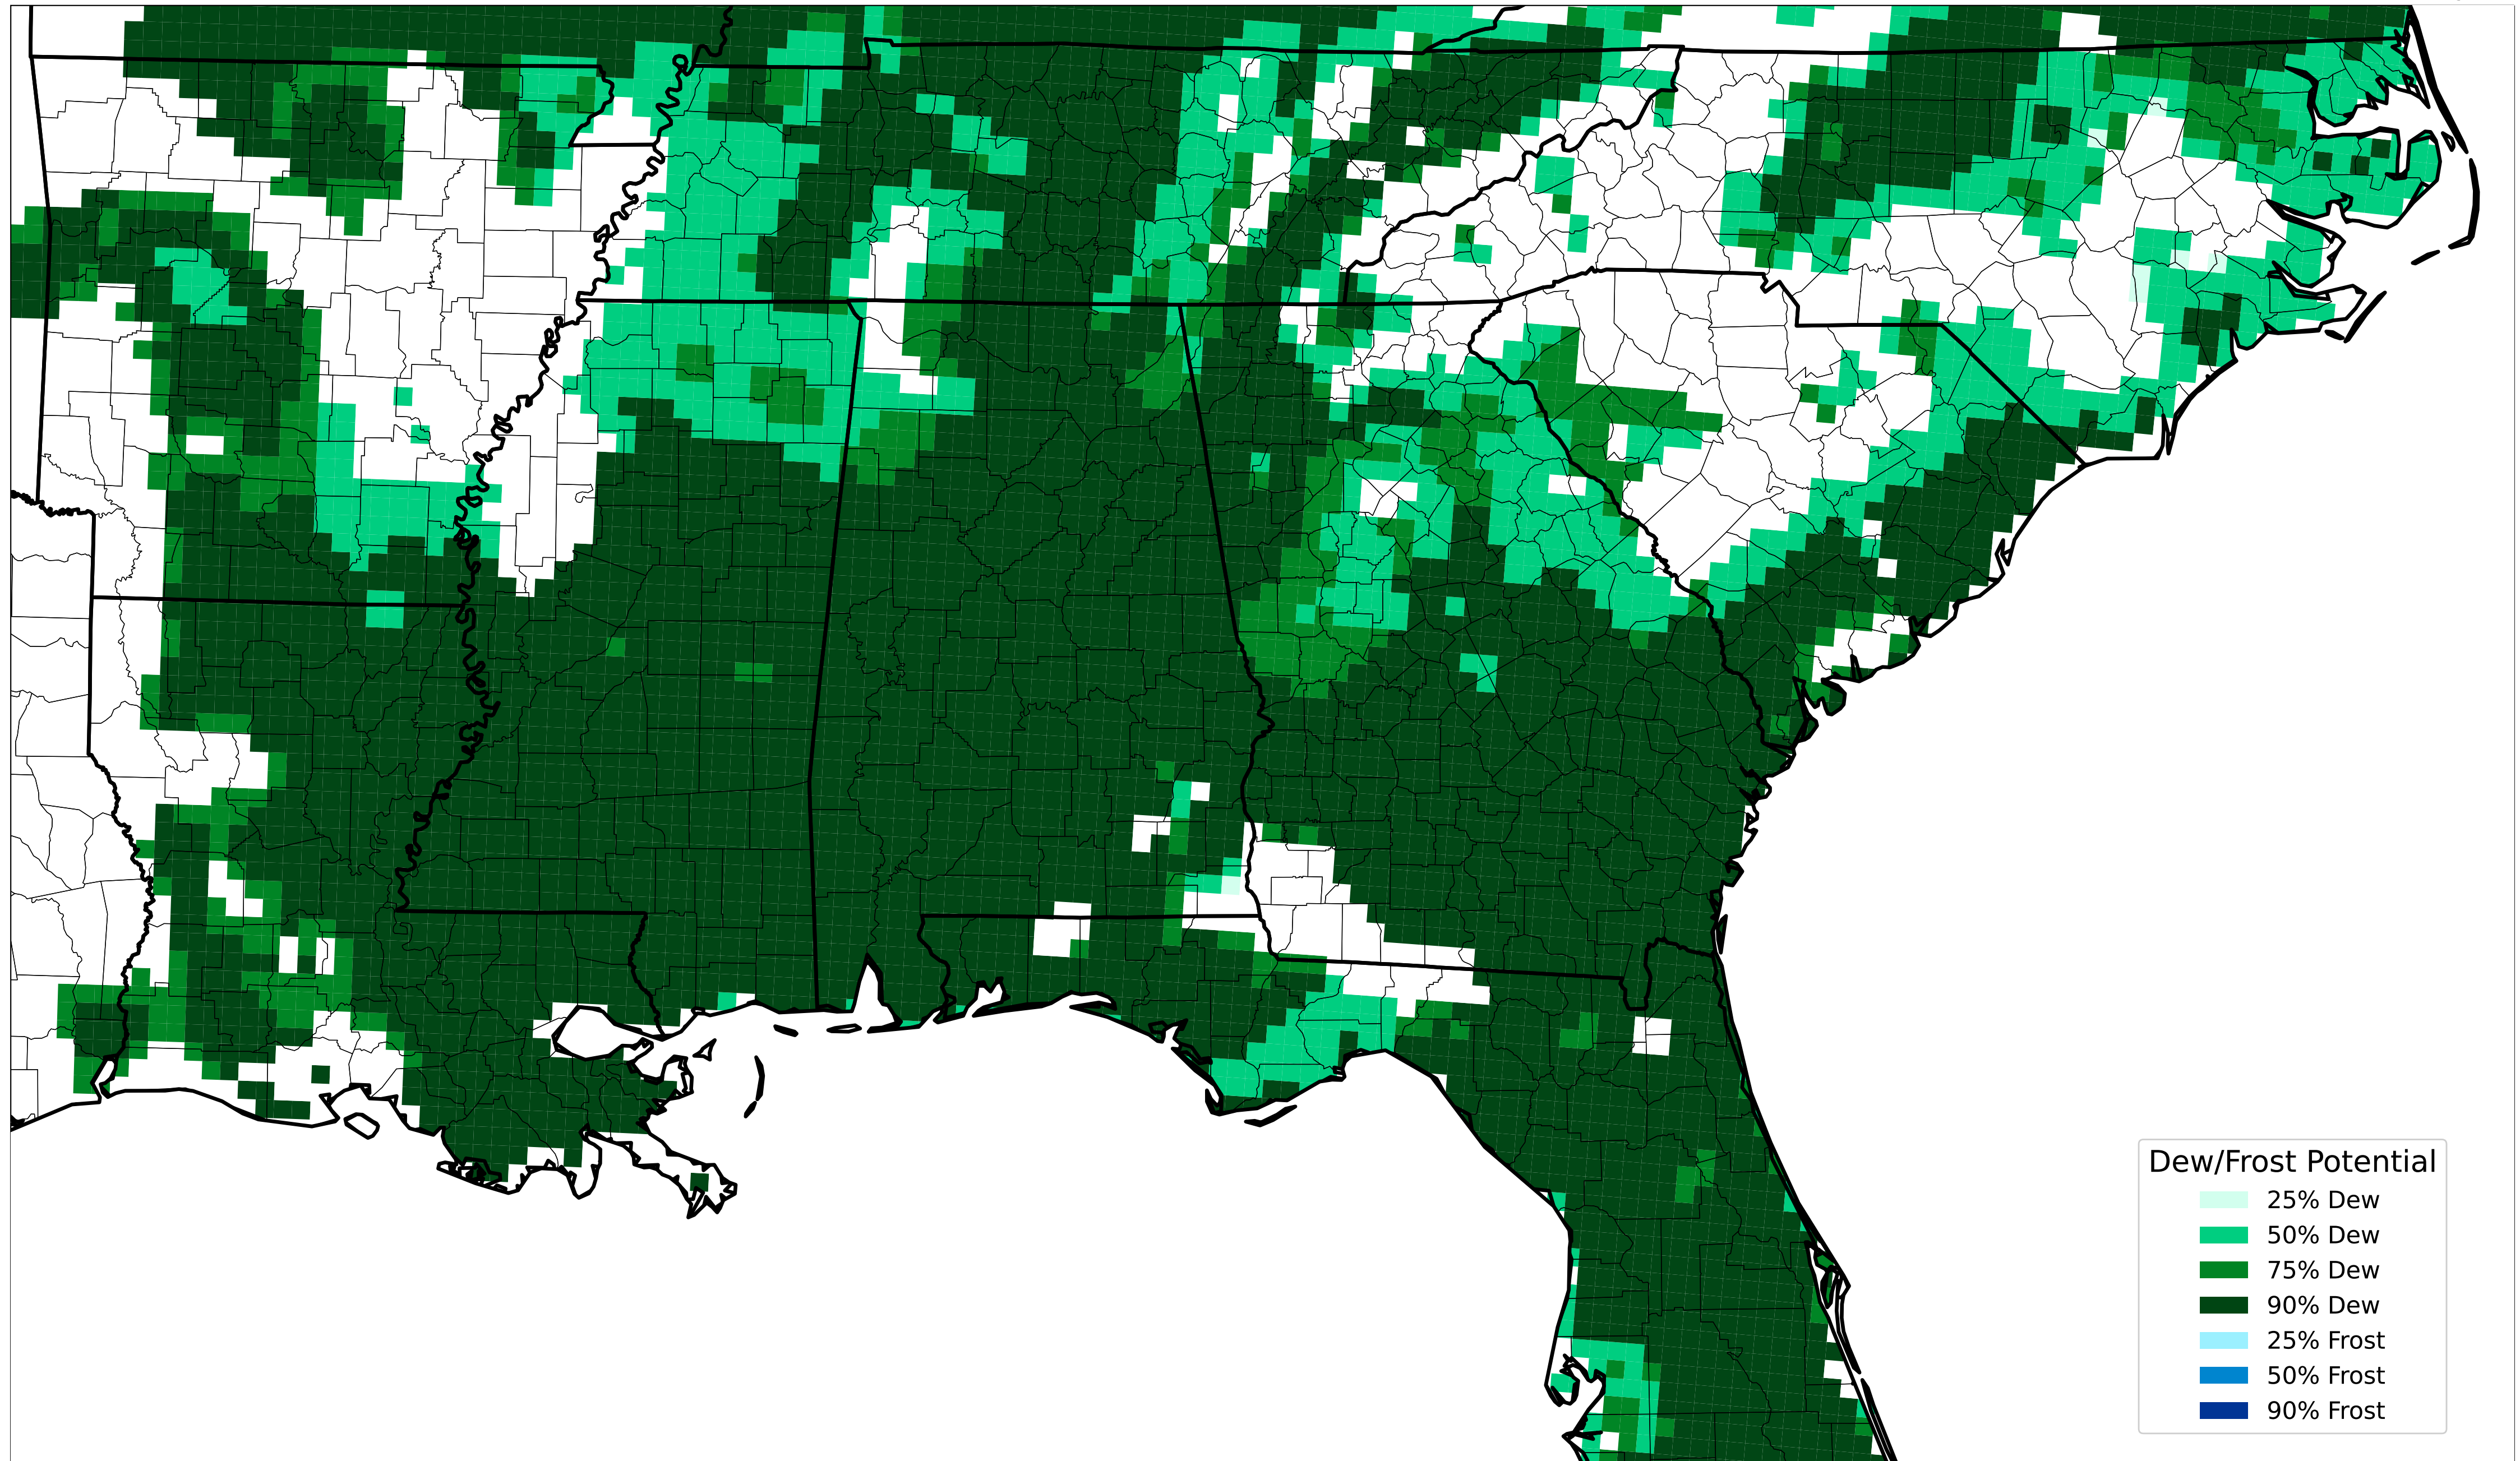 Dew/Frost Potential
25% Dew
50% Dew
75% Dew
90% Dew
25% Frost
50% Frost
90% Frost